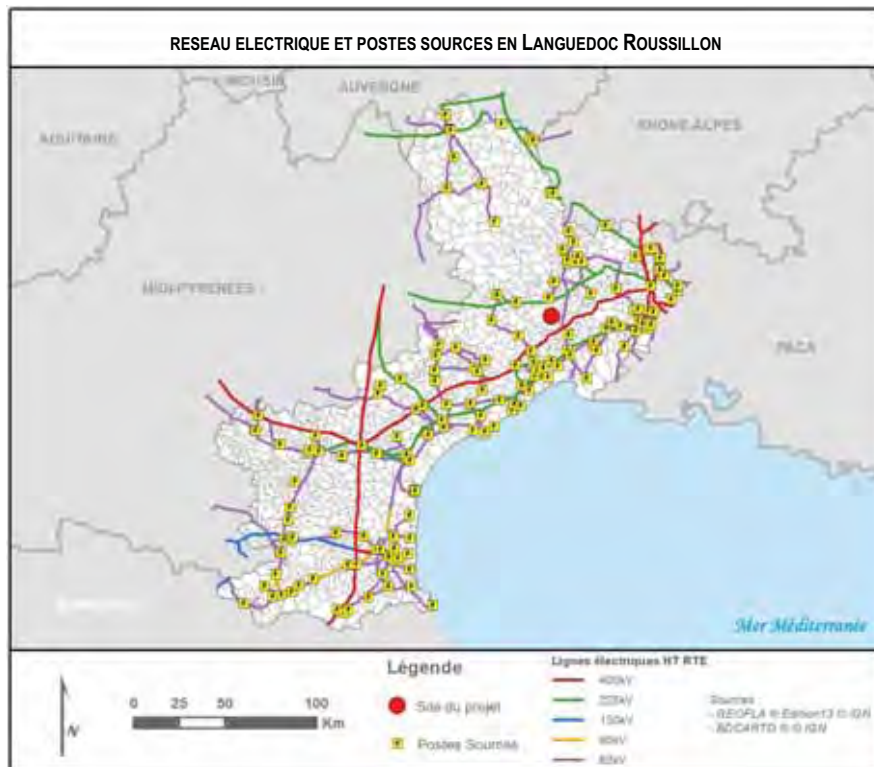 RESEAU ELECTRIQUE ET POSTES SOURCES EN LANGUEDOC ROUSSILLON
LIMOUSIN
AUVERGNE
AQUITAINE
RHONE-ALPES
MIDI-PYRENEES
PACA
Mer Méditerranée
Légende
Site du projet
Postes Sources
Lignes électriques HT RTE
400kV
225kV
150kV
63kV
Sources
- GEOFLA ® Edition13 © IGN
- BDCARTO ® © IGN
0 25 50 100
Km
N